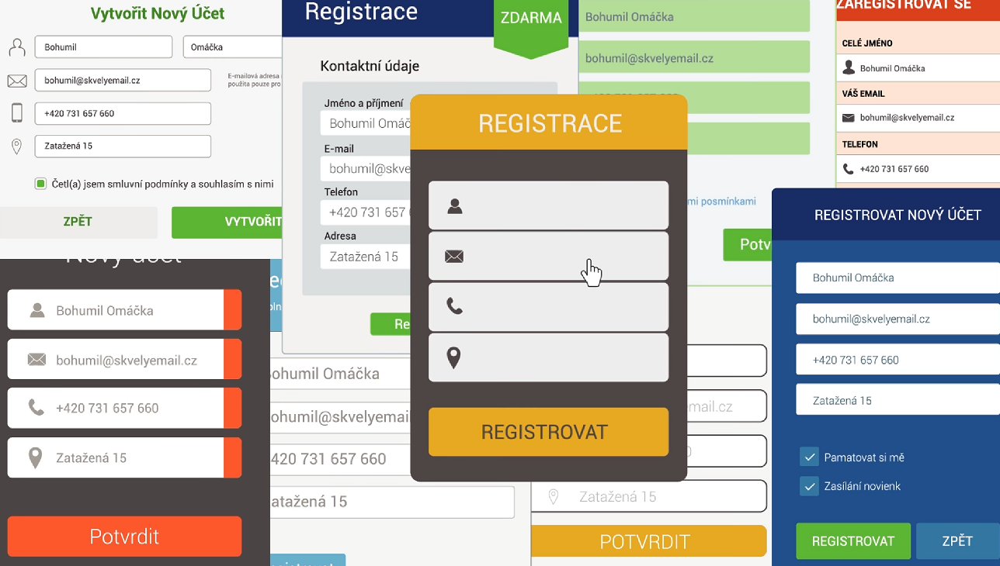 Vytvořit Nový Účet
Bohumil
Omáčka
bohumil@skvelyemail.cz
E-mailová adresa
použita pouze pro
+420 731 657 660
Zatažená 15
Četl(a) jsem smluvní podmínky a souhlasím s nimi
ZPĚT
VYTVOŘIT
Registrace
ZDARMA
Kontaktní údaje
Jméno a příjmení
Bohumil Omáč
E-mail
bohumil@skve
Telefon
+420 731 657
Adresa
Zatažená 15
Re
Bohumil Omáčka
bohumil@skvelyemail.cz
mi posmínkami
Potv
ZAREGISTROVAT SE
CELÉ JMÉNO
Bohumil Omáčka
VÁŠ EMAIL
bohumil@skvelyemail.cz
TELEFON
+420 731 657 660
REGISTRACE
REGISTROVAT
Nový účet
Bohumil Omáčka
bohumil@skvelyemail.cz
+420 731 657 660
Zatažená 15
Potvrdit
ohumil Omáčka
ohumil@skvelyemai
420 731 657 660
atažená 15
mail.cz
Zatažená 15
POTVRDIT
REGISTROVAT NOVÝ ÚČET
Bohumil Omáčka
bohumil@skvelyemail.cz
+420 731 657 660
Zatažená 15
Pamatovat si mě
Zasílání novienk
REGISTROVAT
ZPĚT